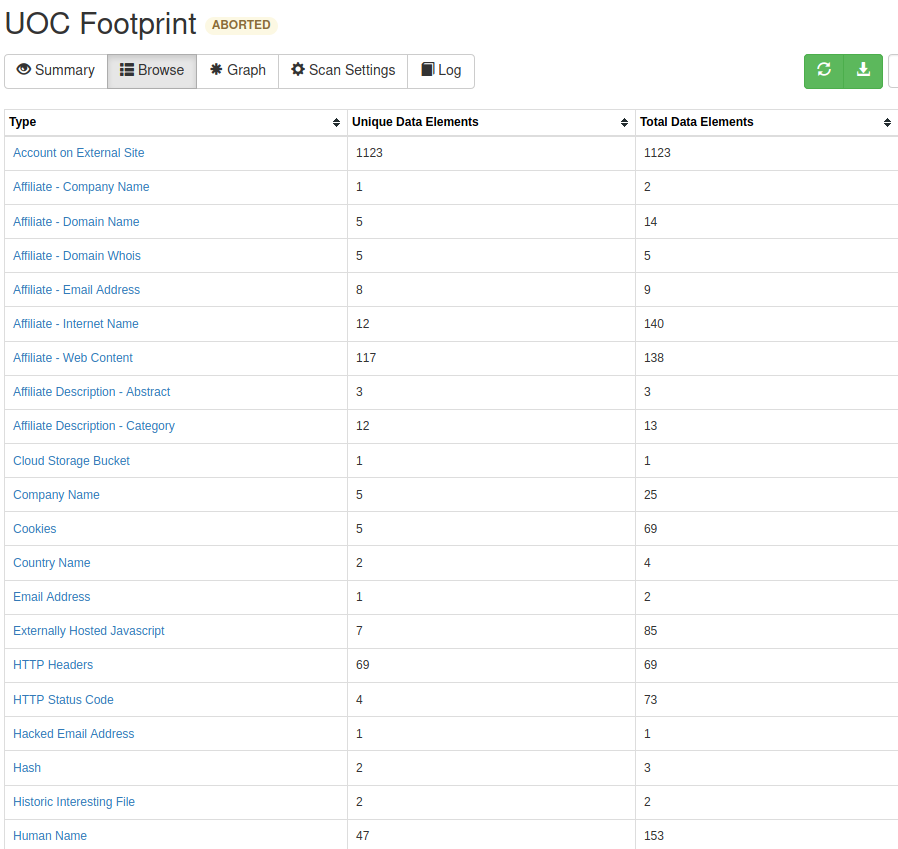 UOC Footprint ABORTED
Summary Browse Graph Scan Settings Log
Type Unique Data Elements Total Data Elements
Account on External Site 1123 1123
Affiliate - Company Name 1 2
Affiliate - Domain Name 5 14
Affiliate - Domain Whois 5 5
Affiliate - Email Address 8 9
Affiliate - Internet Name 12 140
Affiliate - Web Content 117 138
Affiliate Description - Abstract 3 3
Affiliate Description - Category 12 13
Cloud Storage Bucket 1 1
Company Name 5 25
Cookies 5 69
Country Name 2 4
Email Address 1 2
Externally Hosted Javascript 7 85
HTTP Headers 69 69
HTTP Status Code 4 73
Hacked Email Address 1 1
Hash 2 3
Historic Interesting File 2 2
Human Name 47 153